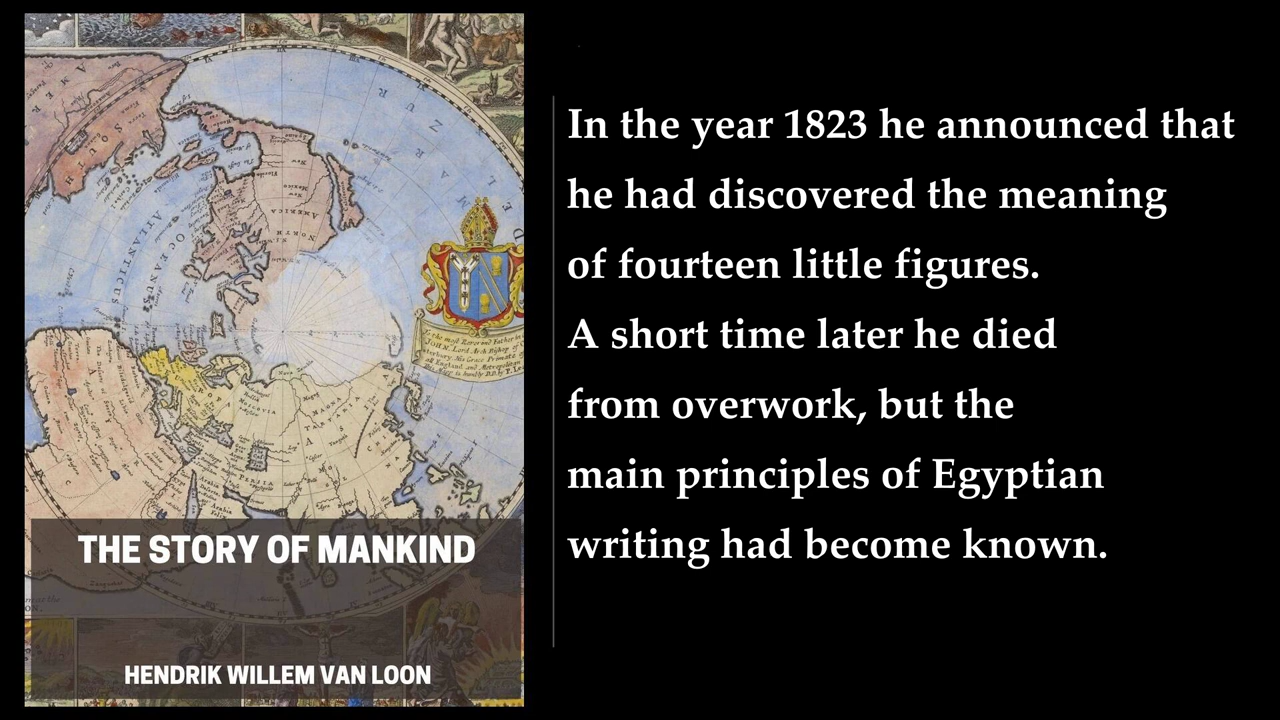 THE STORY OF MANKIND
HENDRIK WILLEM VAN LOON
In the year 1823 he announced that
he had discovered the meaning
of fourteen little figures.
A short time later he died
from overwork, but the
main principles of Egyptian
writing had become known.